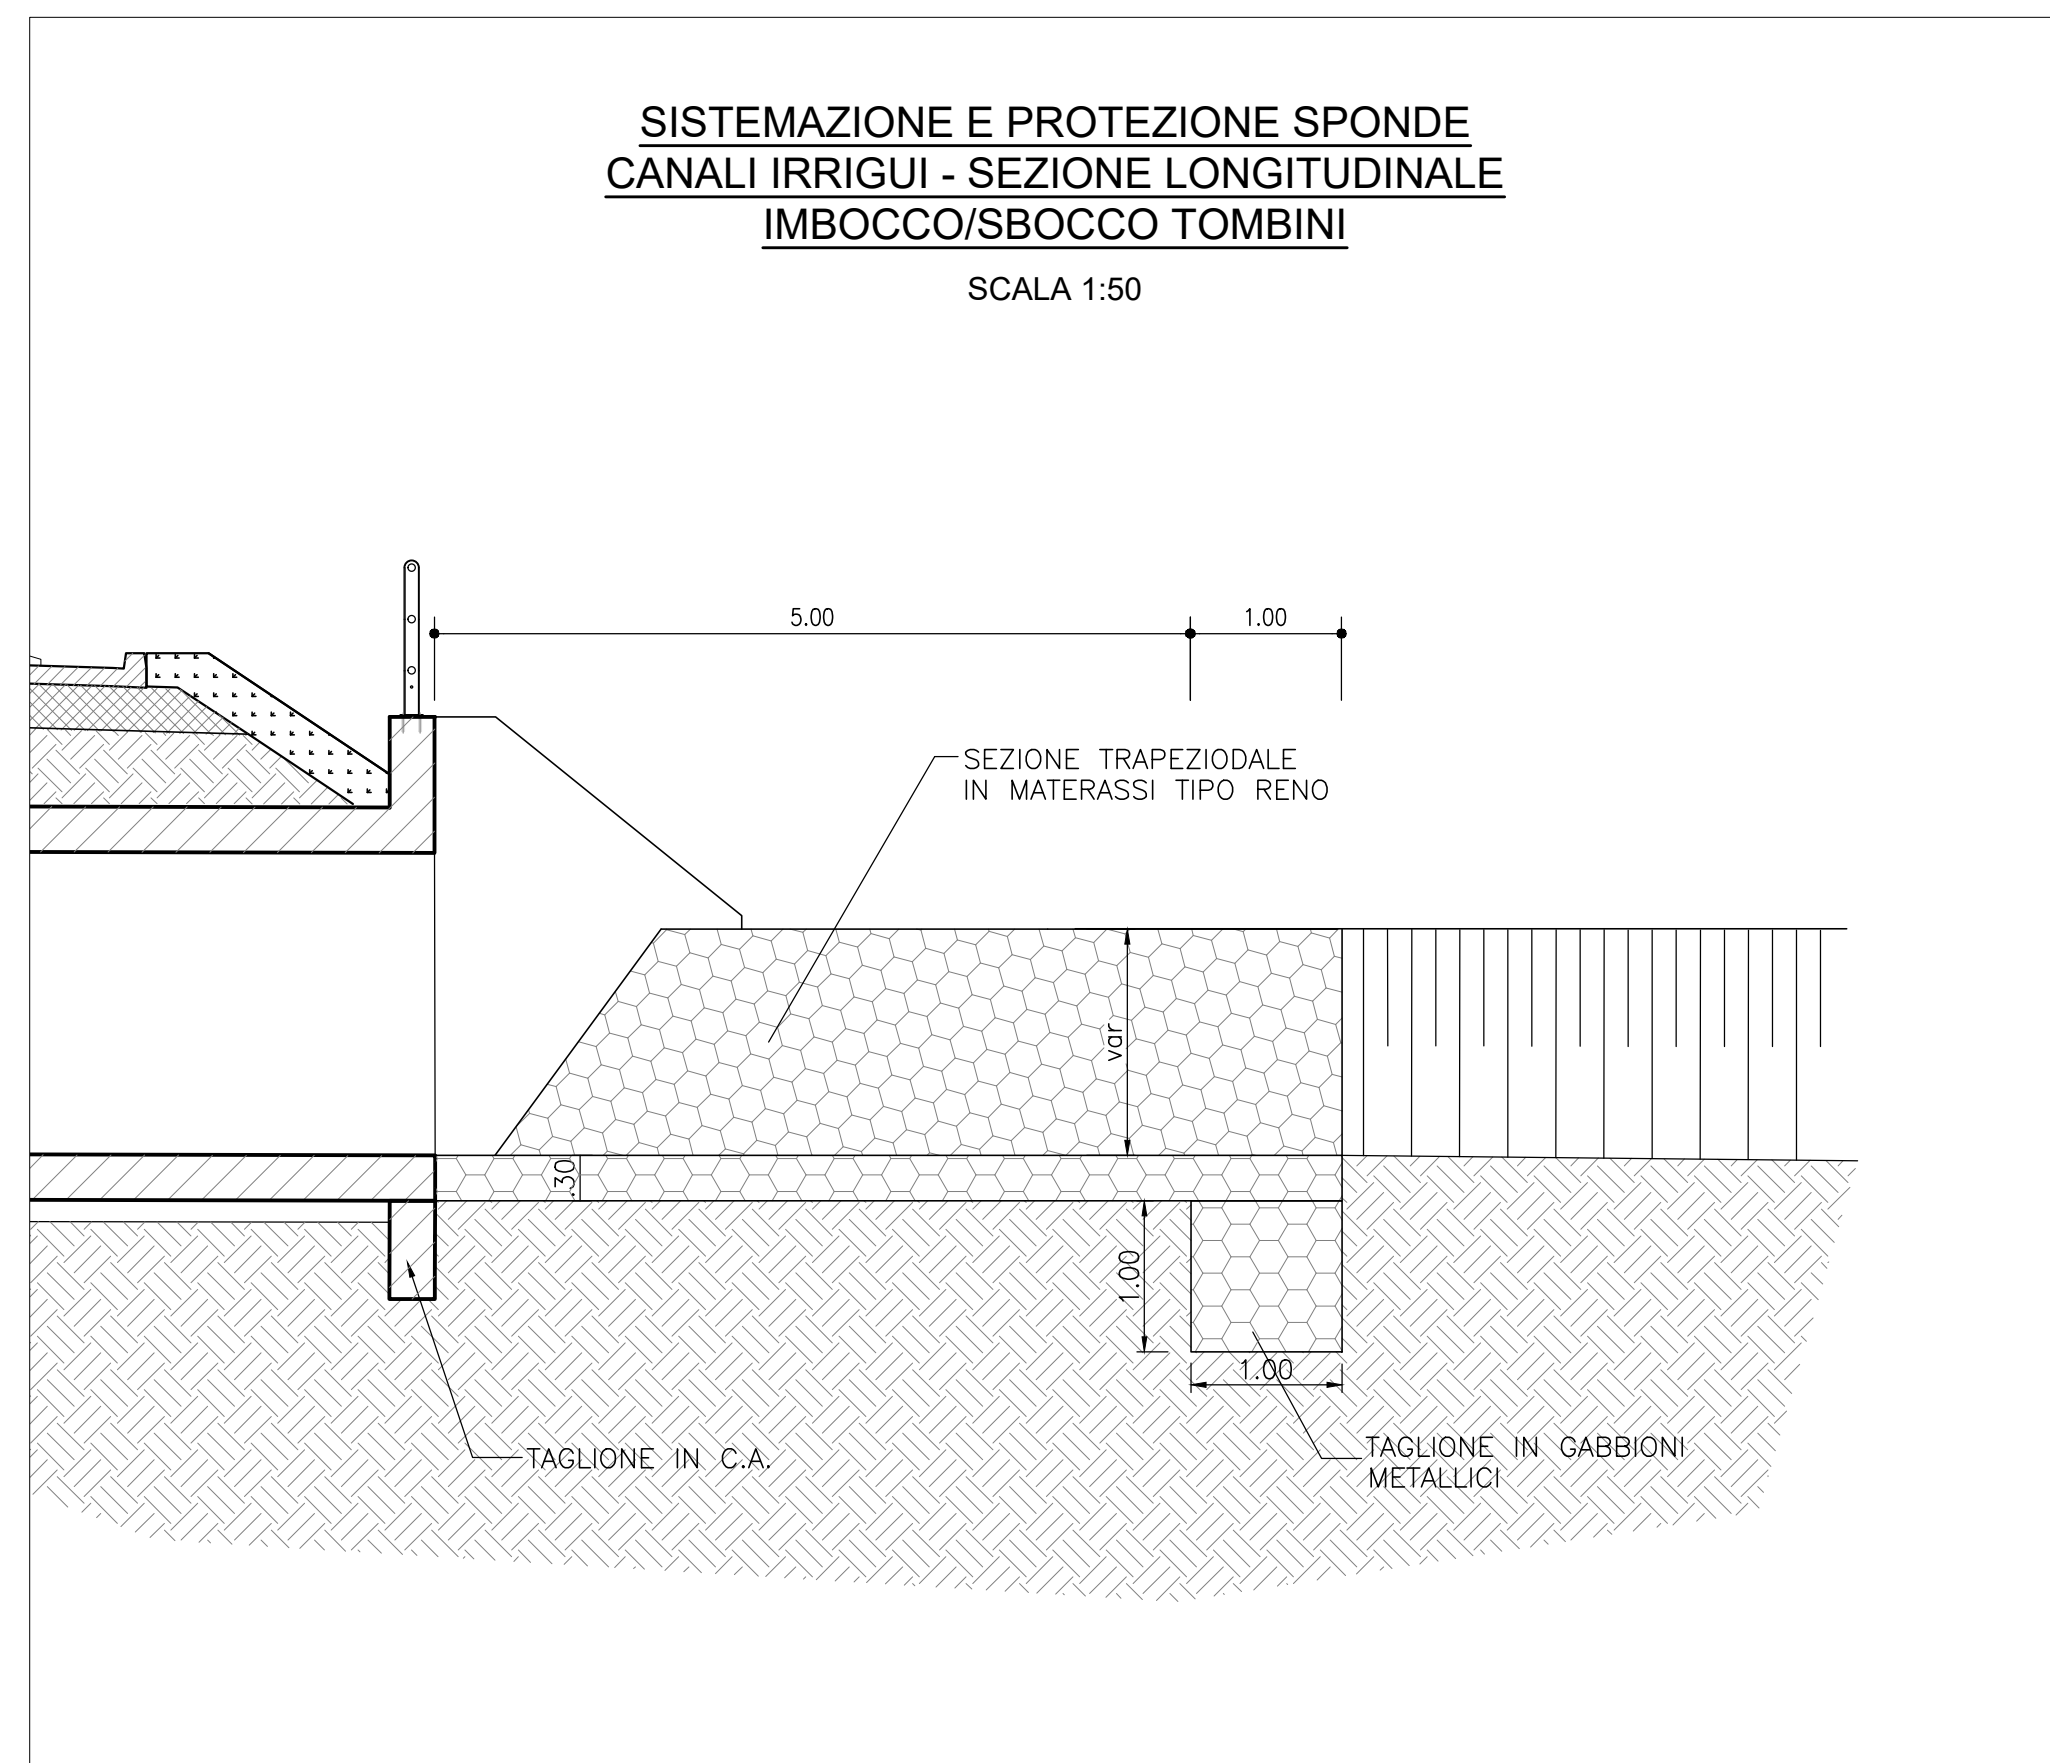 SISTEMAZIONE E PROTEZIONE SPONDE
CANALI IRRIGUI - SEZIONE LONGITUDINALE
IMBOCCO/SBOCCO TOMBINI
SCALA 1:50
5.00
1.00
SEZIONE TRAPEZIODALE
IN MATERASSI TIPO RENO
var
.30
1.00
1.00
TAGLIONE IN C.A.
TAGLIONE IN GABBIONI
METALLICI